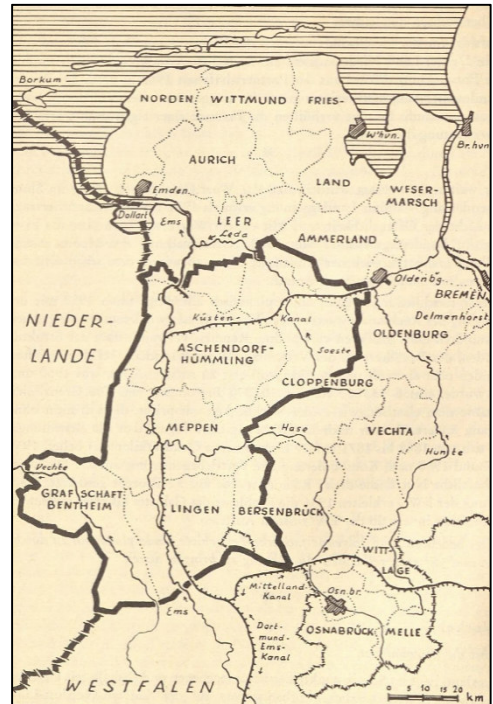 Borkum
NORDEN
WITTMUND
FRIES-
LAND
W'hvn.
Br.hvn
AURICH
Emden
Dollart
Ems
LEER
Leda
WESER-
MARSCH
AMMERLAND
Oldenbg.
BREMEN
Delmenhorst
OLDENBURG
NIEDER-
LANDE
Küsten-
Kanal
ASCHENDORF-
HÜMMLING
Soeste
CLOPPENBURG
MEPPEN
Hase
VECHTA
Hunte
Vechte
GRAFSCHAFT
BENTHEIM
LINGEN
BERSENBRÜCK
WITT-
LAGE
Mittelland-
Kanal
Osnbr.
OSNABRÜCK
MELLE
Ems
Dort-
mund-
Ems-
Kanal
WESTFALEN
0 5 10 15 20
km